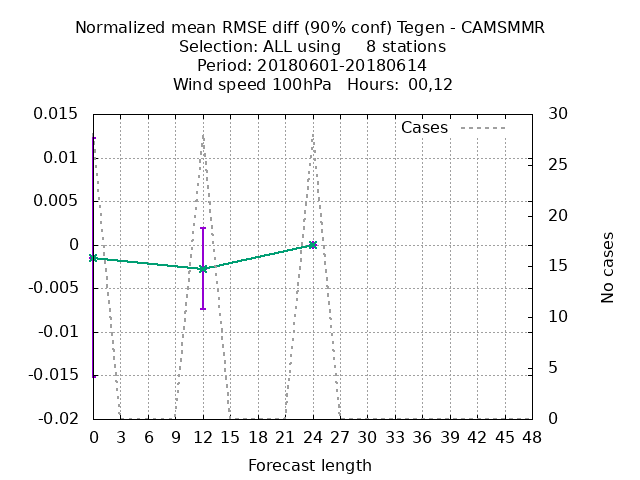 Normalized mean RMSE diff (90% conf) Tegen - CAMSMMR
Selection: ALL using     8 stations
Period: 20180601-20180614
Wind speed 100hPa   Hours:  00,12
Cases
0.015
0.01
0.005
0
-0.005
-0.01
-0.015
-0.02
30
25
20
15
10
5
0
No cases
0 3 6 9 12 15 18 21 24 27 30 33 36 39 42 45 48
Forecast length